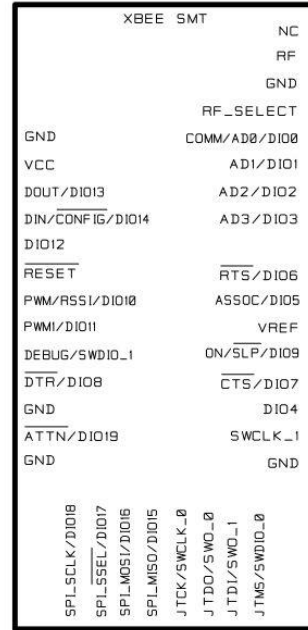 XBEE SMT
NC
RF
GND
RF_SELECT
GND
COMM/AD0/DIO0
VCC
AD1/DIO1
DOUT/DIO13
AD2/DIO2
DIN/CONFIG/DIO14
AD3/DIO3
DIO12
RESET
RTS/DIO6
PWM/RSSI/DIO10
ASSOC/DIO5
PWM1/DIO11
VREF
DEBUG/SWDIO_1
ON/SLP/DIO9
DTR/DIO8
CTS/DIO7
GND
DIO4
ATTN/DIO19
SWCLK_1
GND
GND
SPI_SCLK/DIO18
SPI_SSEL/DIO17
SPI_MOSI/DIO16
SPI_MISO/DIO15
JTCK/SWCLK_0
JTDO/SWO_0
JTDI/SWO_1
JTMS/SWDIO_0